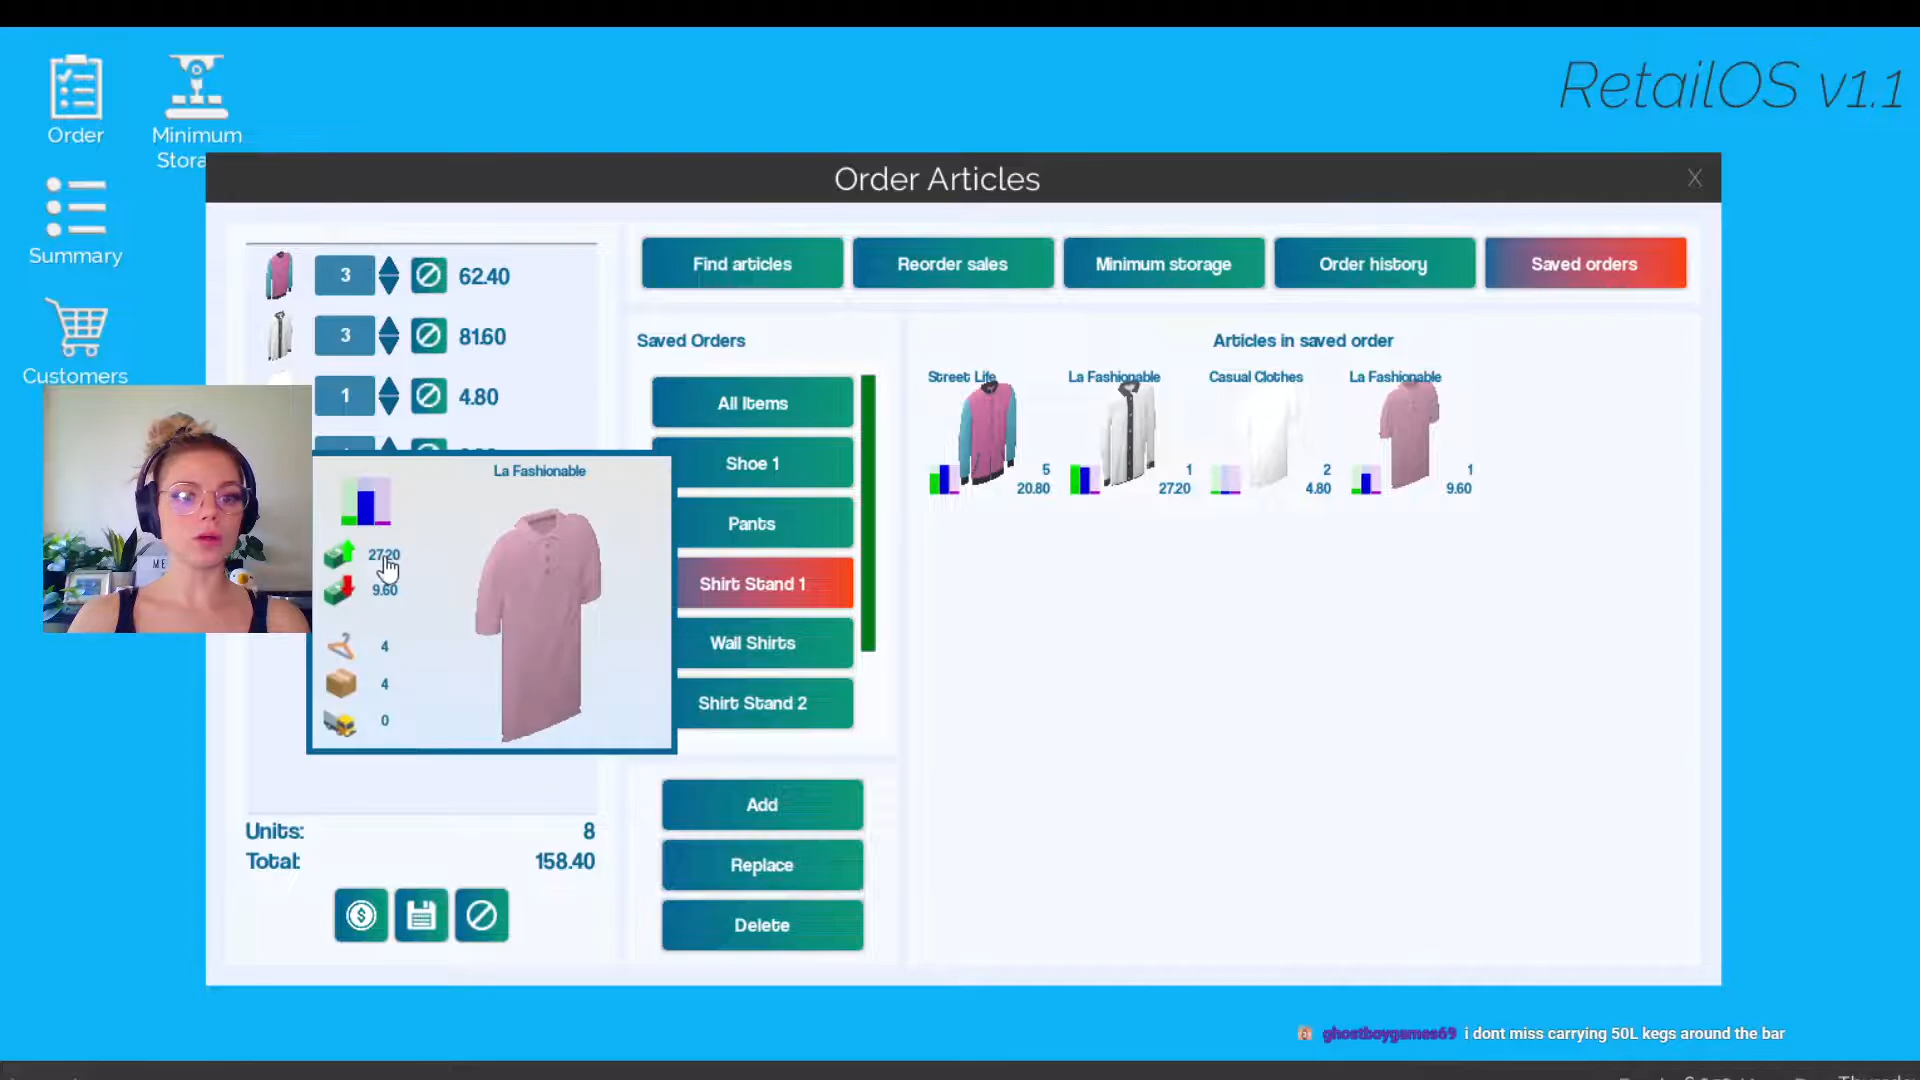 RetailOS v1.1
Order
Minimum
Stora
Summary
Customers
Order Articles
X
3
62.40
3
81.60
1
4.80
La Fashionable
27.20
9.60
4
4
0
Units:
8
Total:
158.40
Find articles
Reorder sales
Minimum storage
Order history
Saved orders
Saved Orders
All Items
Shoe 1
Pants
Shirt Stand 1
Wall Shirts
Shirt Stand 2
Add
Replace
Delete
Articles in saved order
Street Life
5
20.80
La Fashionable
1
27.20
Casual Clothes
2
4.80
La Fashionable
1
9.60
ghostboygames69 i dont miss carrying 50L kegs around the bar